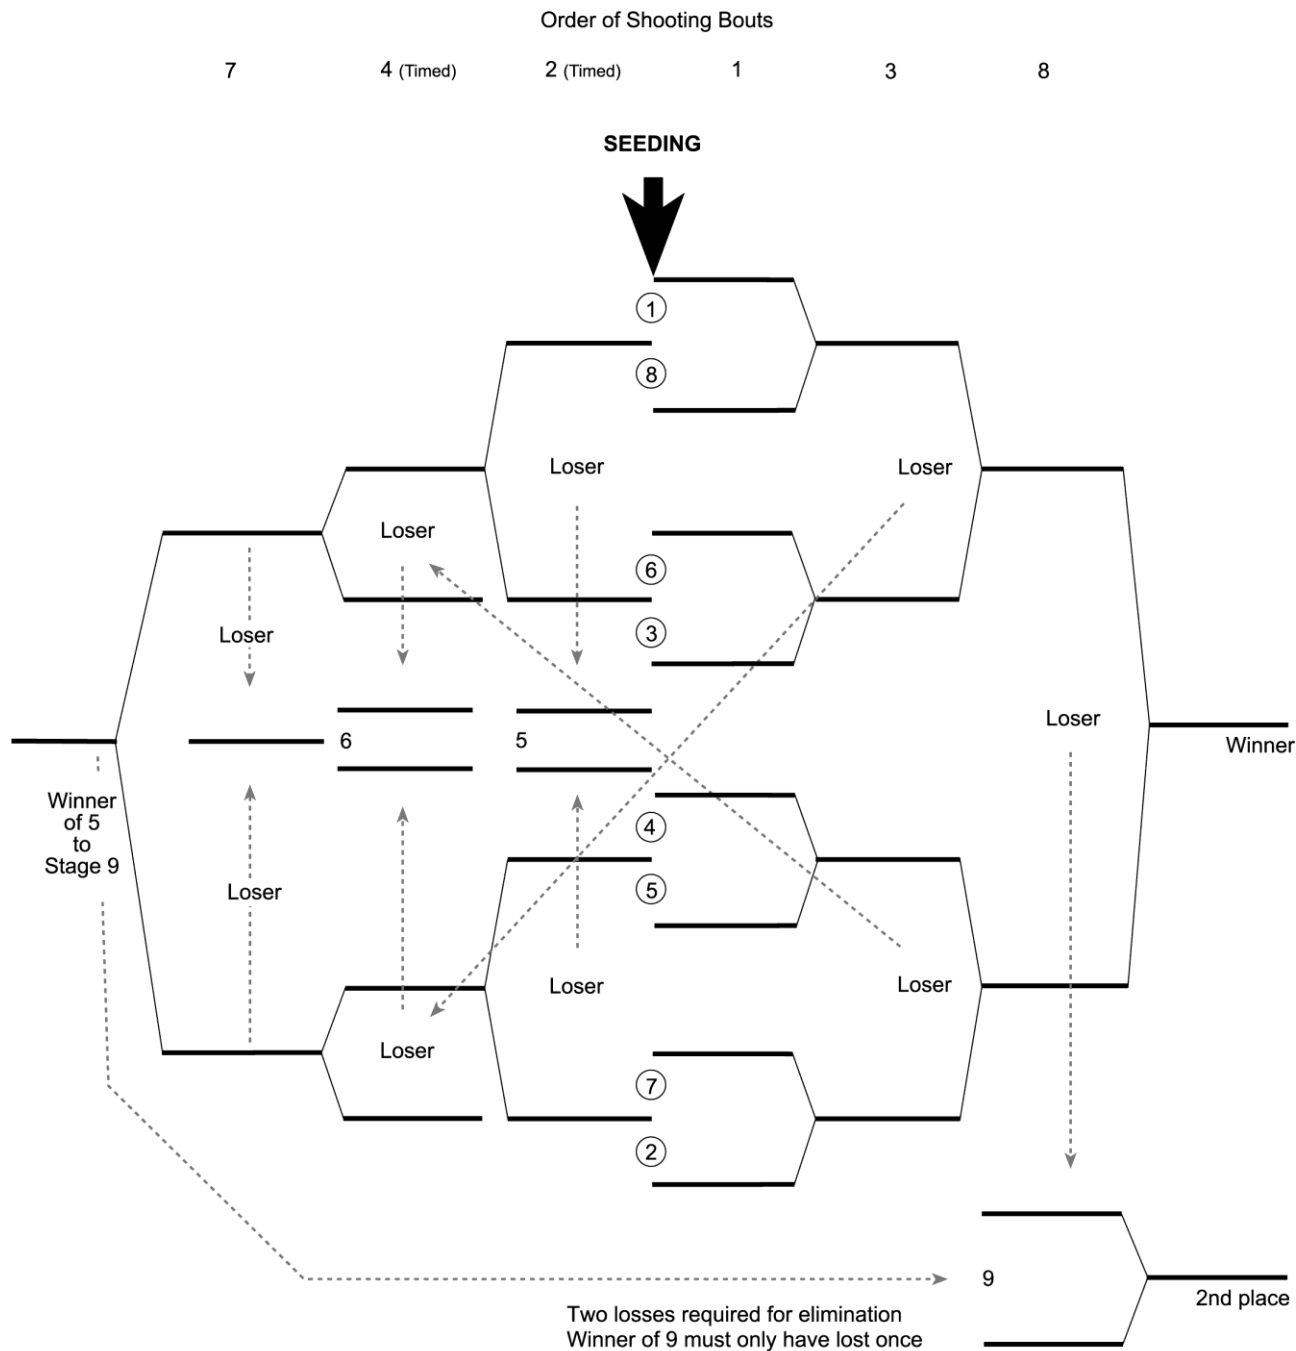 Order of Shooting Bouts
7 4 (Timed) 2 (Timed) 1 3 8
SEEDING
1
8
Loser
Loser
Loser
6
3
Loser
6
5
Loser
Winner
Winner
of 5
to
Stage 9
4
5
Loser
Loser
Loser
Loser
7
2
9
2nd place
Two losses required for elimination
Winner of 9 must only have lost once